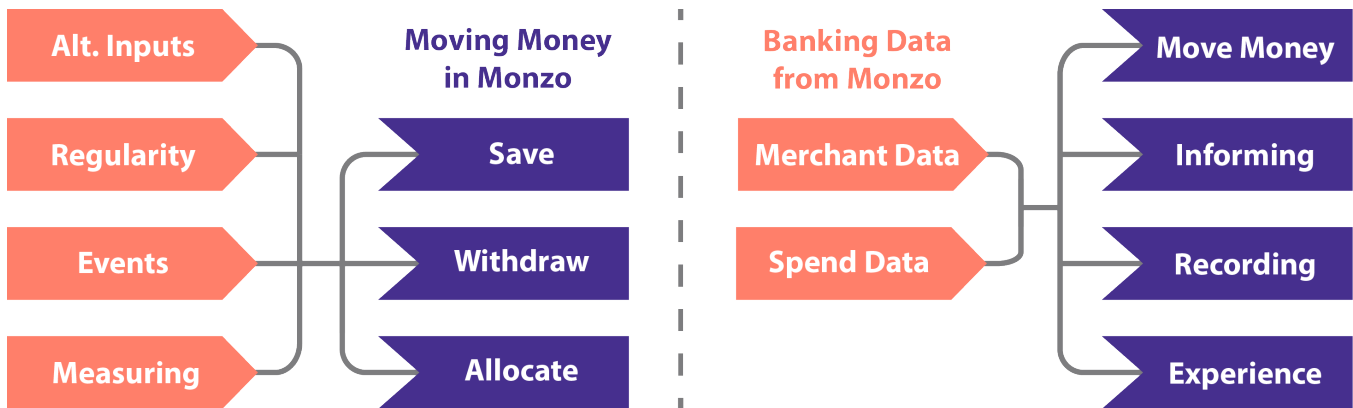 Alt. Inputs
Regularity
Events
Measuring
Moving Money
in Monzo
Save
Withdraw
Allocate
Banking Data
from Monzo
Merchant Data
Spend Data
Move Money
Informing
Recording
Experience